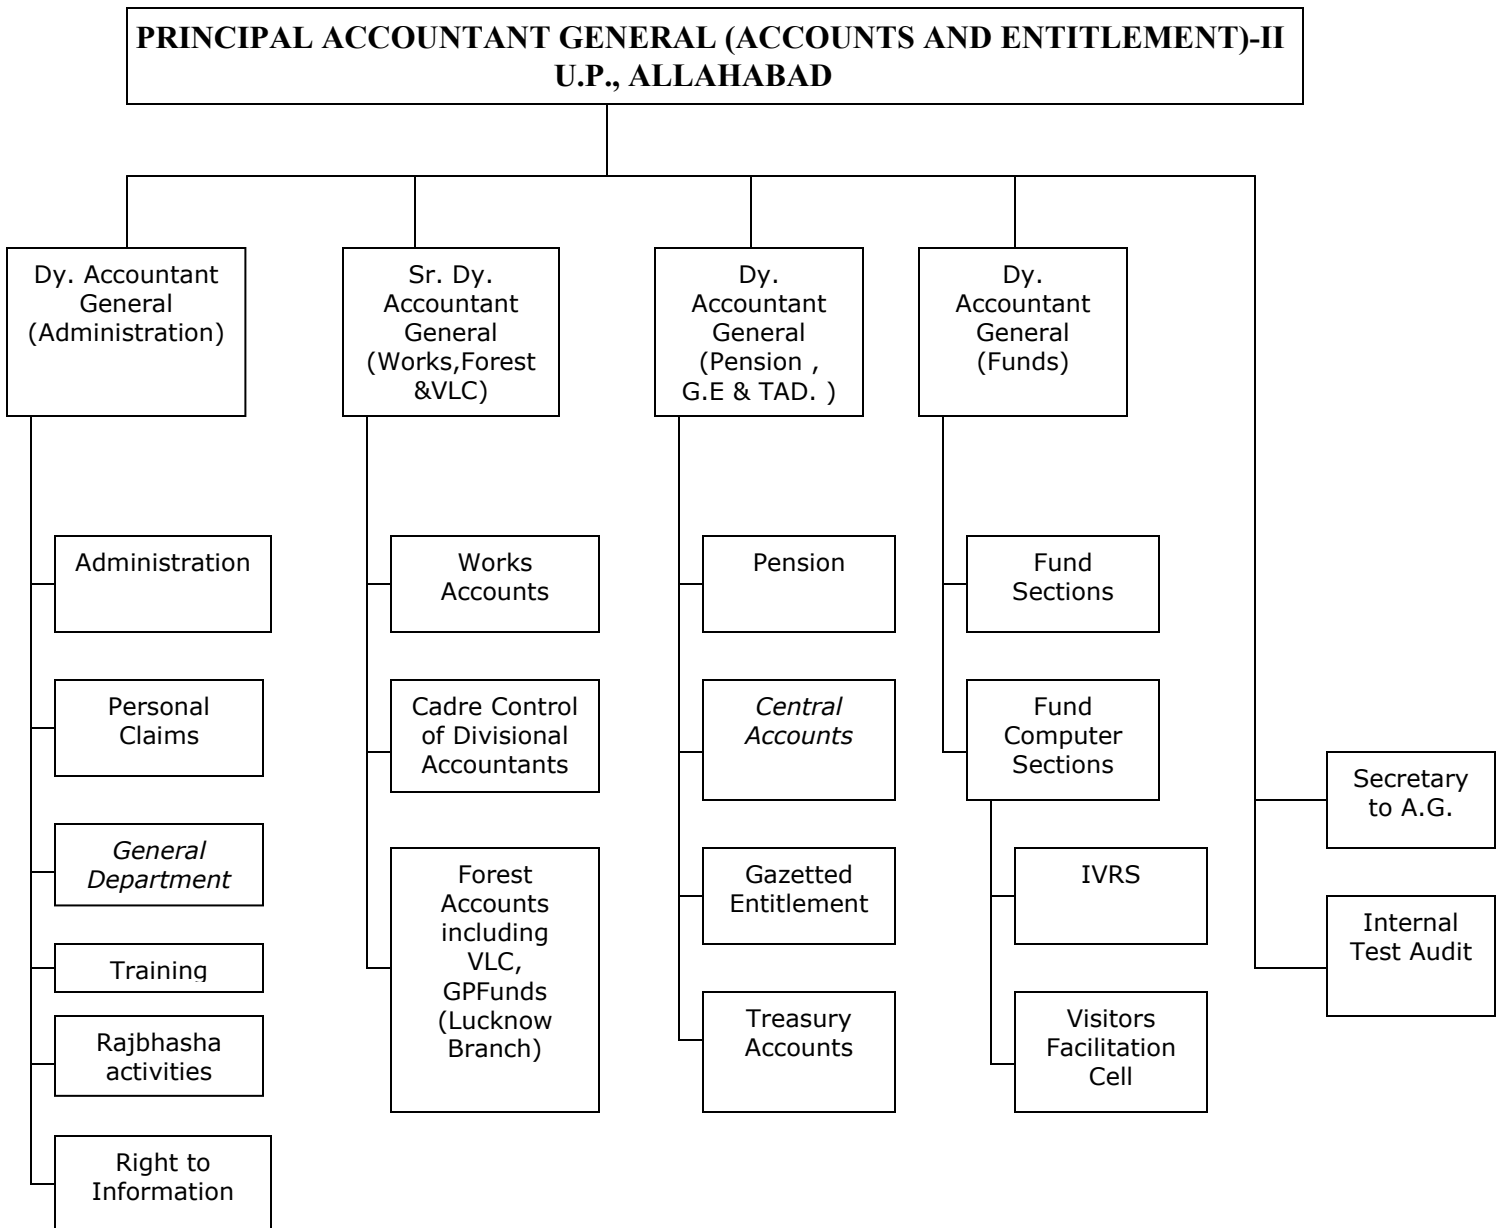 PRINCIPAL ACCOUNTANT GENERAL (ACCOUNTS AND ENTITLEMENT)-II
U.P., ALLAHABAD
Dy. Accountant
General
(Administration)
Sr. Dy.
Accountant
General
(Works,Forest
&VLC)
Dy.
Accountant
General
(Pension ,
G.E & TAD. )
Dy.
Accountant
General
(Funds)
Administration
Personal
Claims
General
Department
Training
Rajbhasha
activities
Right to
Information
Works
Accounts
Cadre Control
of Divisional
Accountants
Forest
Accounts
including
VLC,
GPFunds
(Lucknow
Branch)
Pension
Central
Accounts
Gazetted
Entitlement
Treasury
Accounts
Fund
Sections
Fund
Computer
Sections
IVRS
Visitors
Facilitation
Cell
Secretary
to A.G.
Internal
Test Audit